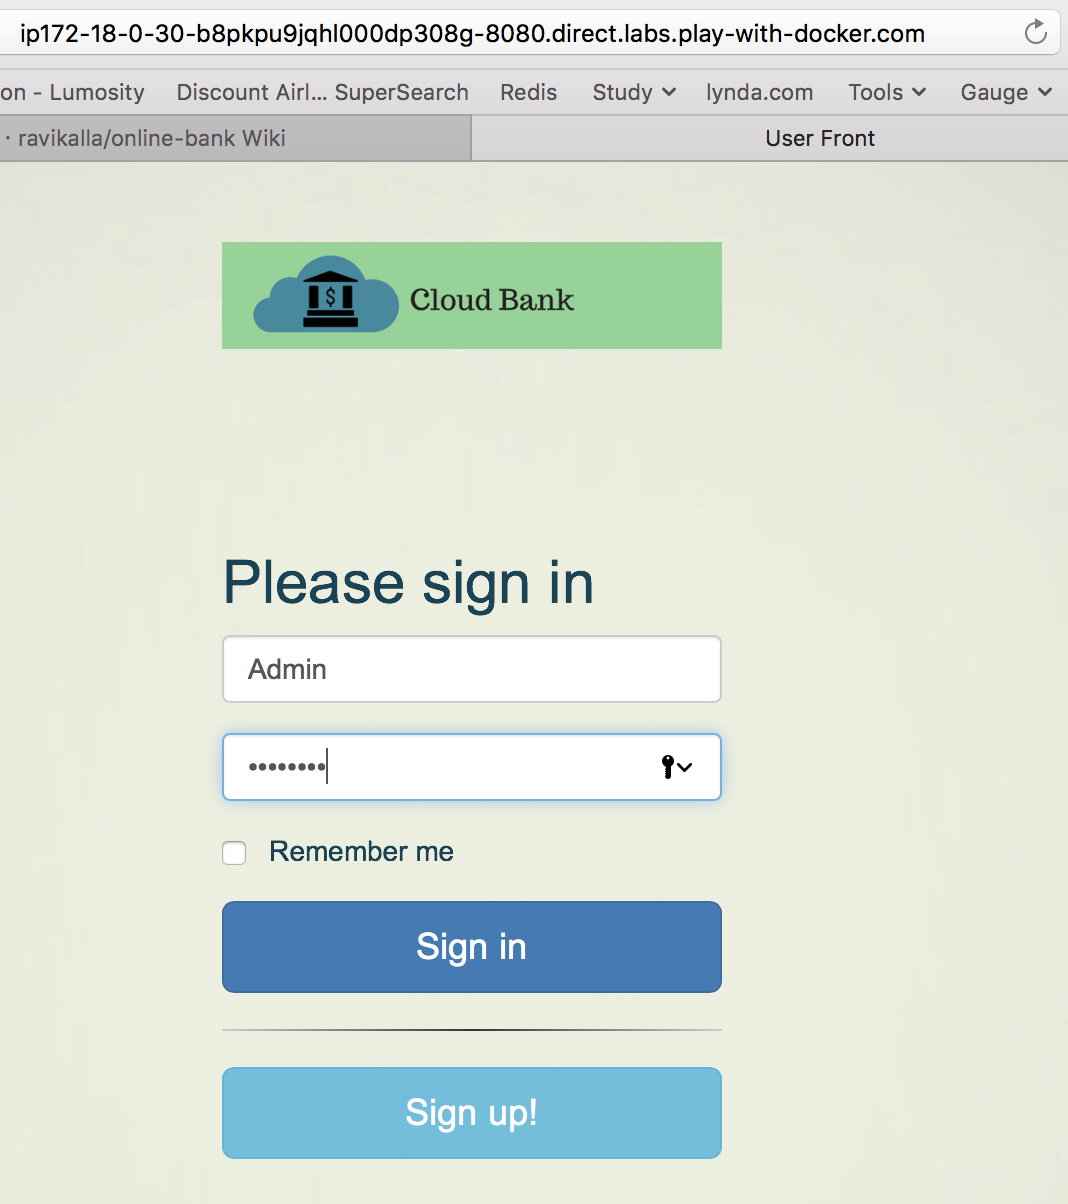 ip172-18-0-30-b8pkpu9jqhl000dp308g-8080.direct.labs.play-with-docker.com
on - Lumosity Discount Airl... SuperSearch Redis Study lynda.com Tools Gauge
· ravikalla/online-bank Wiki User Front
$ Cloud Bank
Please sign in
Admin
••••••••
Remember me
Sign in
Sign up!